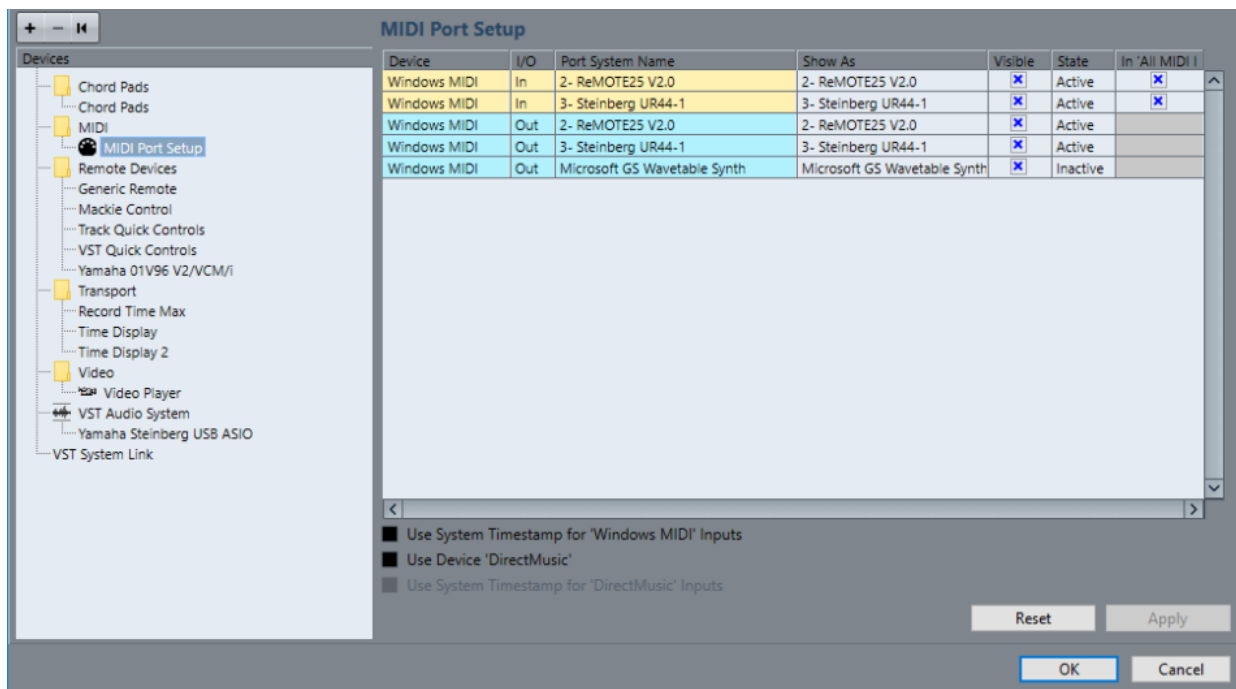 MIDI Port Setup
Devices
Chord Pads
Chord Pads
MIDI
MIDI Port Setup
Remote Devices
Generic Remote
Mackie Control
Track Quick Controls
VST Quick Controls
Yamaha 01V96 V2/VCM/i
Transport
Record Time Max
Time Display
Time Display 2
Video
Video Player
VST Audio System
Yamaha Steinberg USB ASIO
VST System Link
Device I/O Port System Name Show As Visible State In 'All MIDI I
Windows MIDI In 2- ReMOTE25 V2.0 2- ReMOTE25 V2.0 Active
Windows MIDI In 3- Steinberg UR44-1 3- Steinberg UR44-1 Active
Windows MIDI Out 2- ReMOTE25 V2.0 2- ReMOTE25 V2.0 Active
Windows MIDI Out 3- Steinberg UR44-1 3- Steinberg UR44-1 Active
Windows MIDI Out Microsoft GS Wavetable Synth Microsoft GS Wavetable Synth Inactive
Use System Timestamp for 'Windows MIDI' Inputs
Use Device 'DirectMusic'
Use System Timestamp for 'DirectMusic' Inputs
Reset Apply
OK Cancel